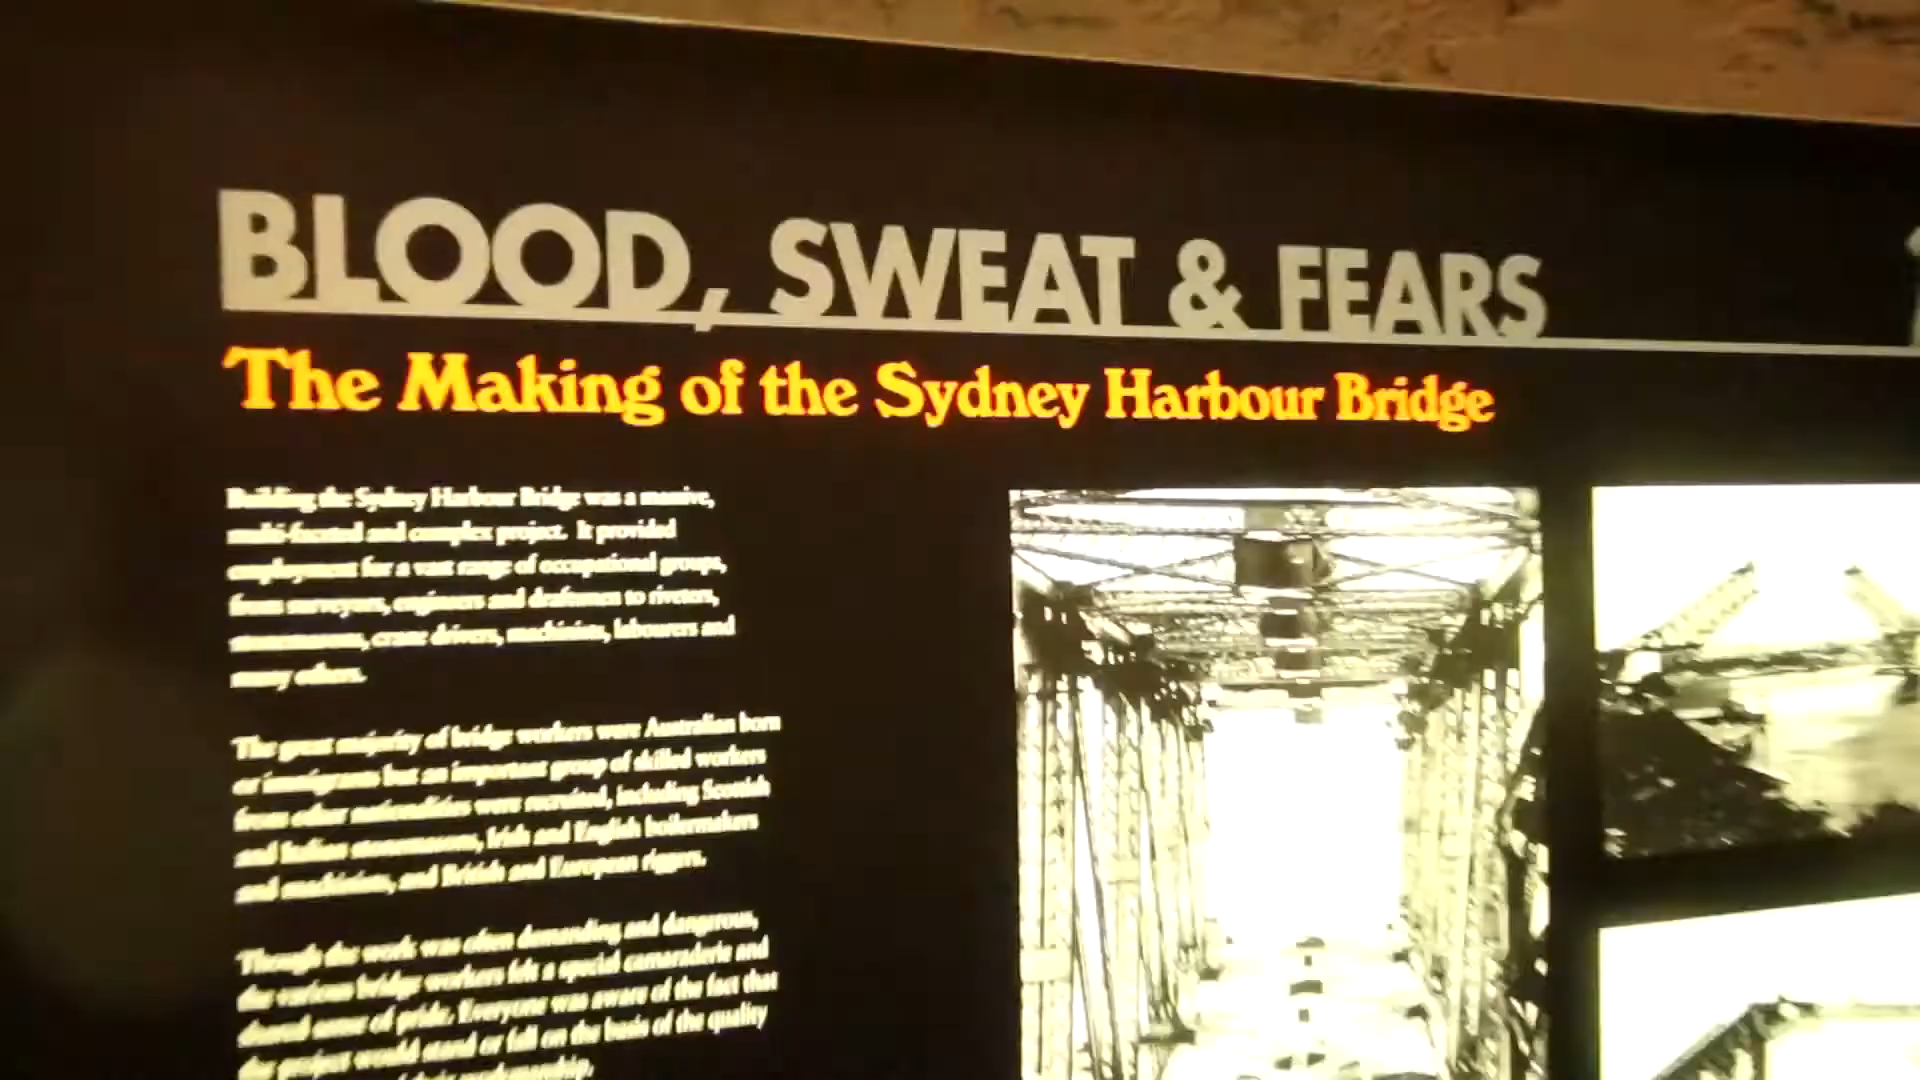 BLOOD, SWEAT & FEARS
The Making of the Sydney Harbour Bridge
Building the Sydney Harbour Bridge was a massive,
multi-faceted and complex project. It provided
employment for a vast range of occupational groups,
from surveyors, engineers and draftsmen to riveters,
stonemasons, crane drivers, machinists, labourers and
many others.
The great majority of bridge workers were Australian born
or immigrants but an important group of skilled workers
from other nationalities were recruited, including Scottish
and Italian stonemasons, Irish and English boilermakers
and machinists, and British and European riggers.
Though the work was often demanding and dangerous,
the various bridge workers felt a special camaraderie and
shared sense of pride. Everyone was aware of the fact that
the project would stand or fall on the basis of the quality
workmanship.